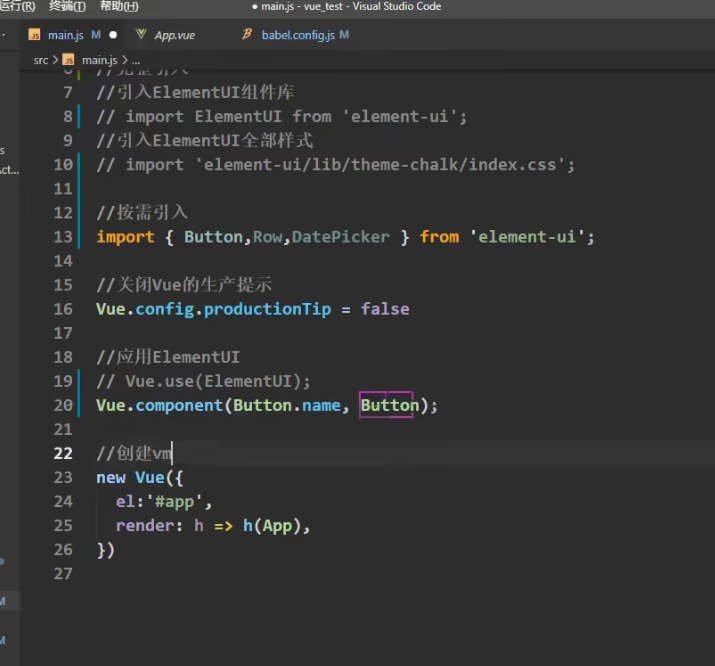 运行(R) 终端(T) 帮助(H) ● main.js - vue_test - Visual Studio Code
main.js M ● App.vue babel.config.js M
src > main.js > ...
6 //完整引入
7 //引入ElementUI组件库
8 // import ElementUI from 'element-ui';
9 //引入ElementUI全部样式
10 // import 'element-ui/lib/theme-chalk/index.css';
11
12 //按需引入
13 import { Button,Row,DatePicker } from 'element-ui';
14
15 //关闭Vue的生产提示
16 Vue.config.productionTip = false
17
18 //应用ElementUI
19 // Vue.use(ElementUI);
20 Vue.component(Button.name, Button);
21
22 //创建vm
23 new Vue({
24 el:'#app',
25 render: h => h(App),
26 })
27